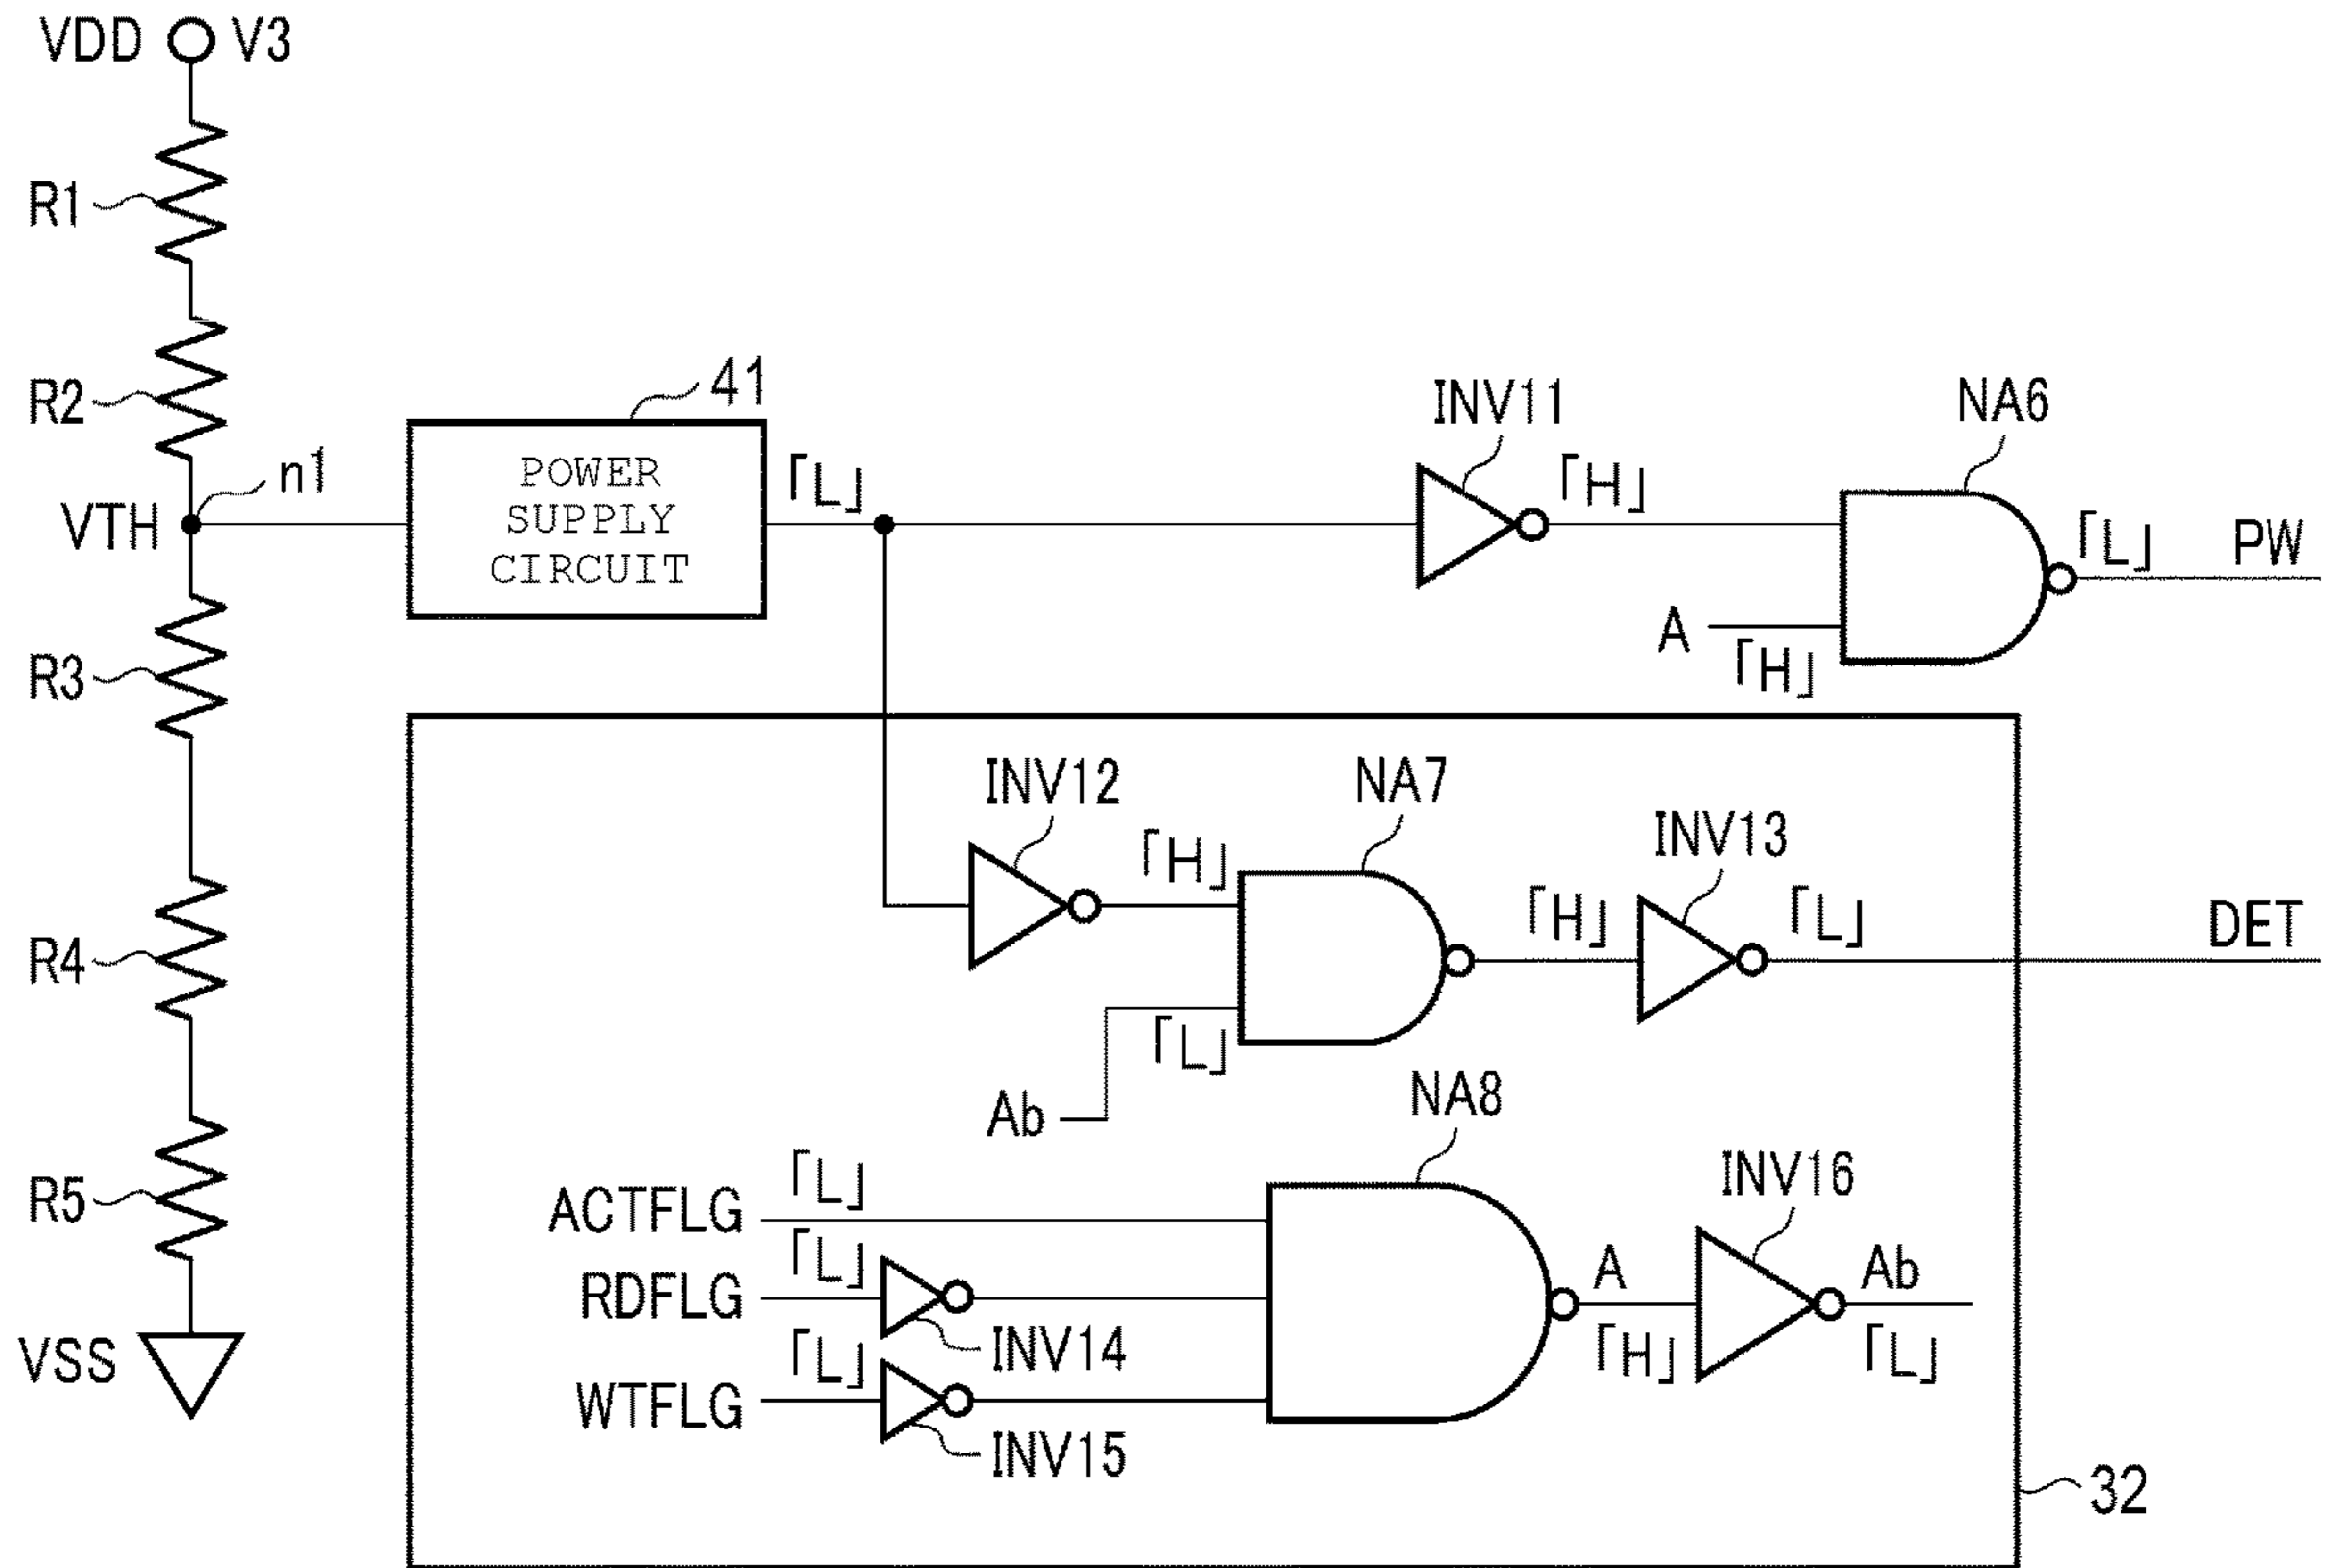 VDD V3
R1
R2
n1
VTH
R3
R4
R5
VSS
41
POWER
SUPPLY
CIRCUIT
「L」
INV11
「H」
NA6
「L」 PW
A
「H」
INV12
「H」
NA7
「H」
INV13
「L」
DET
Ab
「L」
NA8
ACTFLG 「L」
RDFLG 「L」
INV14
WTFLG 「L」
INV15
A
「H」
INV16
Ab
「L」
32